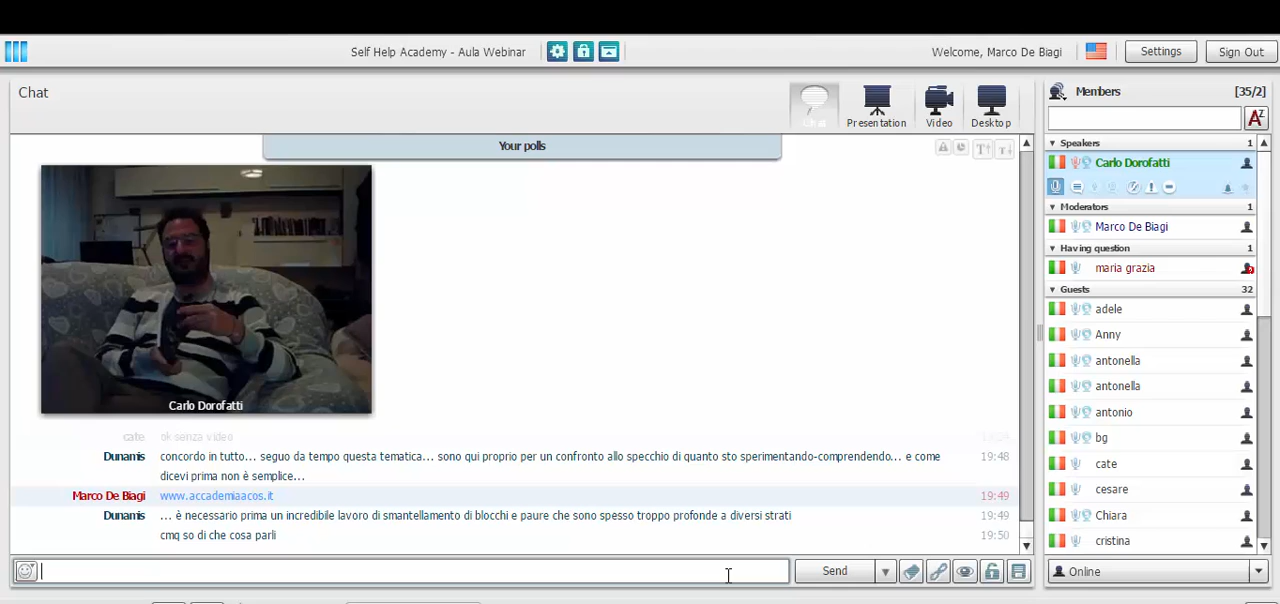 Self Help Academy - Aula Webinar
Welcome, Marco De Biagi
Settings
Sign Out
Chat
Chat
Presentation
Video
Desktop
Your polls
Carlo Dorofatti
cate ok senza video
Dunamis concordo in tutto... seguo da tempo questa tematica... sono qui proprio per un confronto allo specchio di quanto sto sperimentando-comprendendo... e come 19:48
dicevi prima non è semplice...
Marco De Biagi www.accademiaacos.it 19:49
Dunamis ... è necessario prima un incredibile lavoro di smantellamento di blocchi e paure che sono spesso troppo profonde a diversi strati 19:49
cmq so di che cosa parli 19:50
Send
Members [35/2]
Speakers 1
Carlo Dorofatti
Moderators 1
Marco De Biagi
Having question 1
maria grazia
Guests 32
adele
Anny
antonella
antonella
antonio
bg
cate
cesare
Chiara
cristina
Online